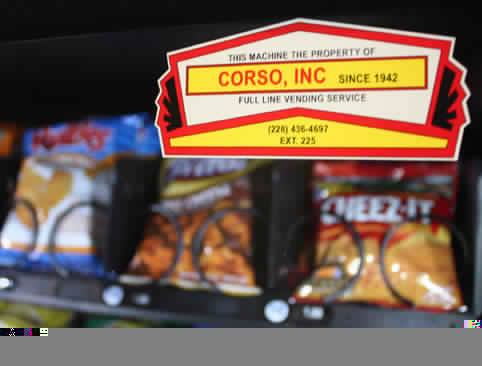 THIS MACHINE THE PROPERTY OF
CORSO, INC SINCE 1942
FULL LINE VENDING SERVICE
(228) 436-4697
EXT. 225
CHEEZ-IT